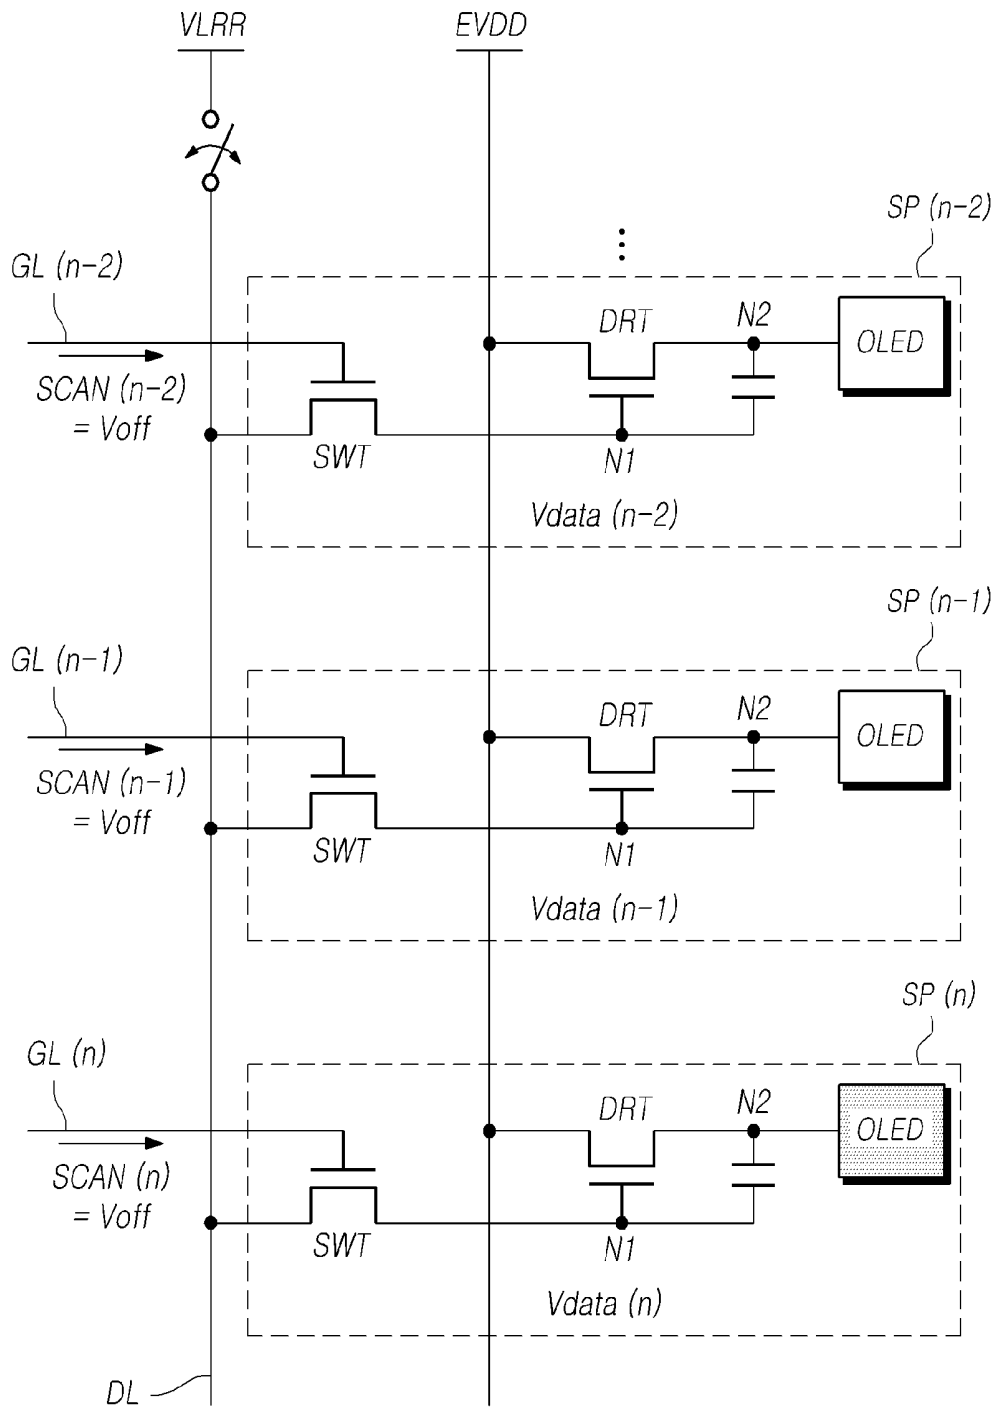 VLRR
EVDD
SP (n-2)
GL (n-2)
SCAN (n-2)
= Voff
SWT
DRT
N2
OLED
N1
Vdata (n-2)
SP (n-1)
GL (n-1)
SCAN (n-1)
= Voff
SWT
DRT
N2
OLED
N1
Vdata (n-1)
SP (n)
GL (n)
SCAN (n)
= Voff
SWT
DRT
N2
OLED
N1
Vdata (n)
DL